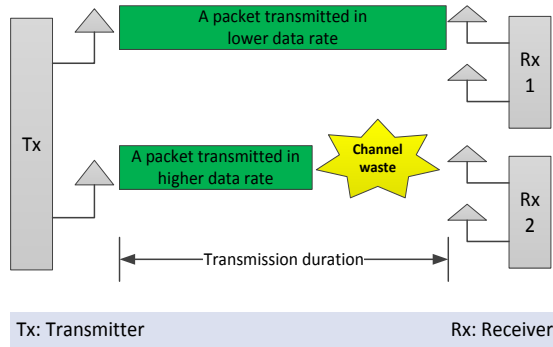 A packet transmitted in
lower data rate
Rx
1
Tx
A packet transmitted in
higher data rate
Channel
waste
Rx
2
Transmission duration
Tx: Transmitter Rx: Receiver